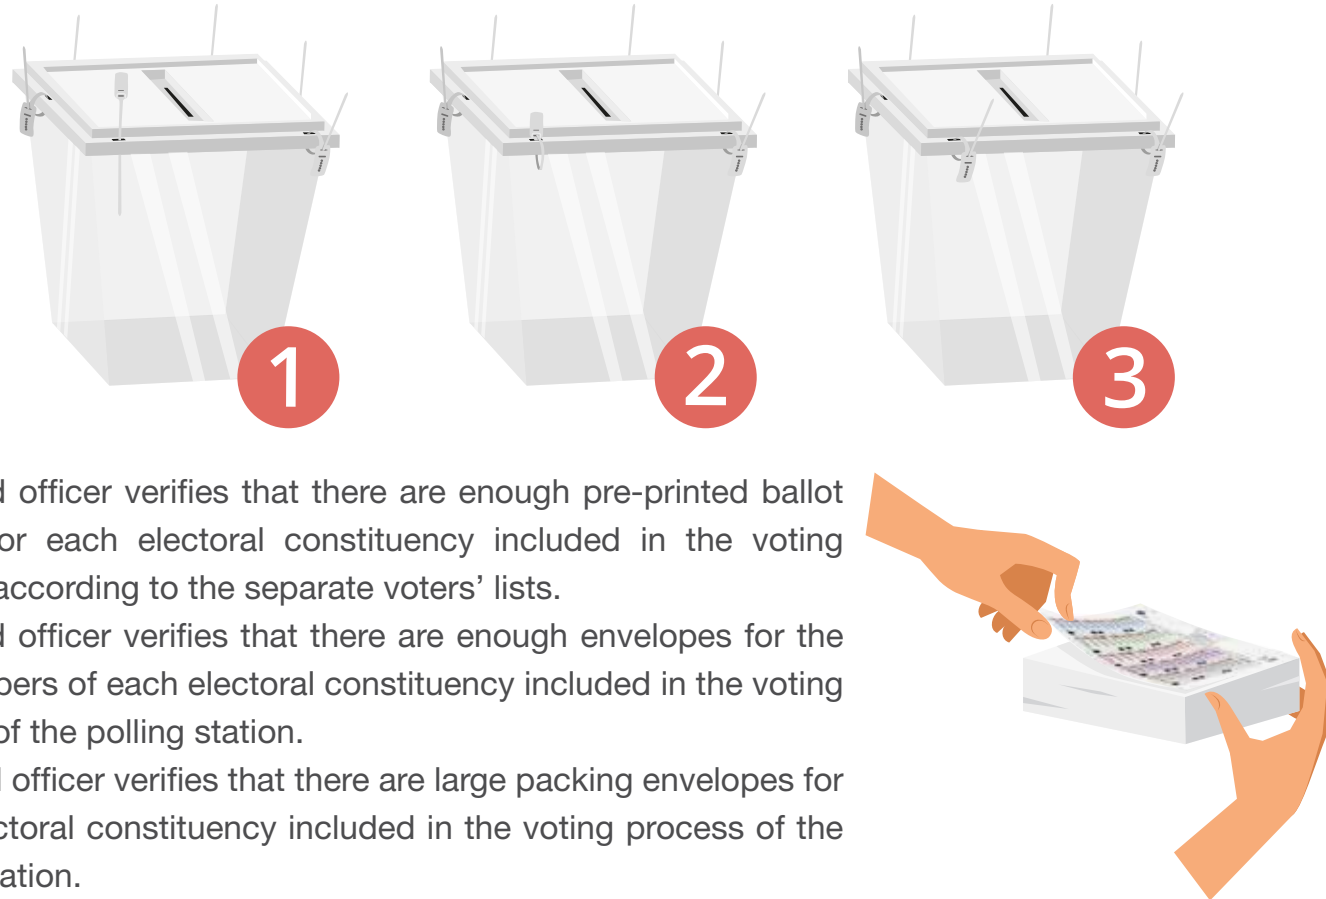 1
2
3
d officer verifies that there are enough pre-printed ballot
or each electoral constituency included in the voting
according to the separate voters’ lists.
d officer verifies that there are enough envelopes for the
pers of each electoral constituency included in the voting
of the polling station.
l officer verifies that there are large packing envelopes for
ctoral constituency included in the voting process of the
ation.